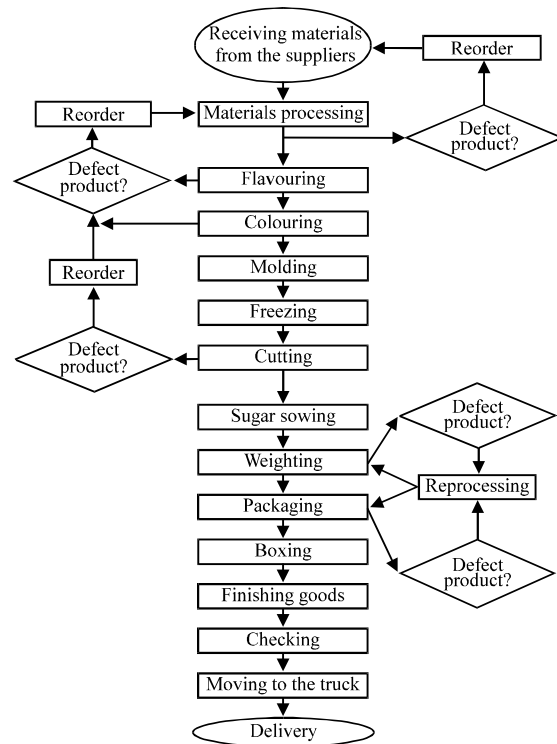 Receiving materials
from the suppliers
Reorder
Reorder
Materials processing
Defect
product?
Defect
product?
Flavouring
Colouring
Reorder
Molding
Freezing
Defect
product?
Cutting
Sugar sowing
Defect
product?
Weighting
Reprocessing
Packaging
Boxing
Defect
product?
Finishing goods
Checking
Moving to the truck
Delivery